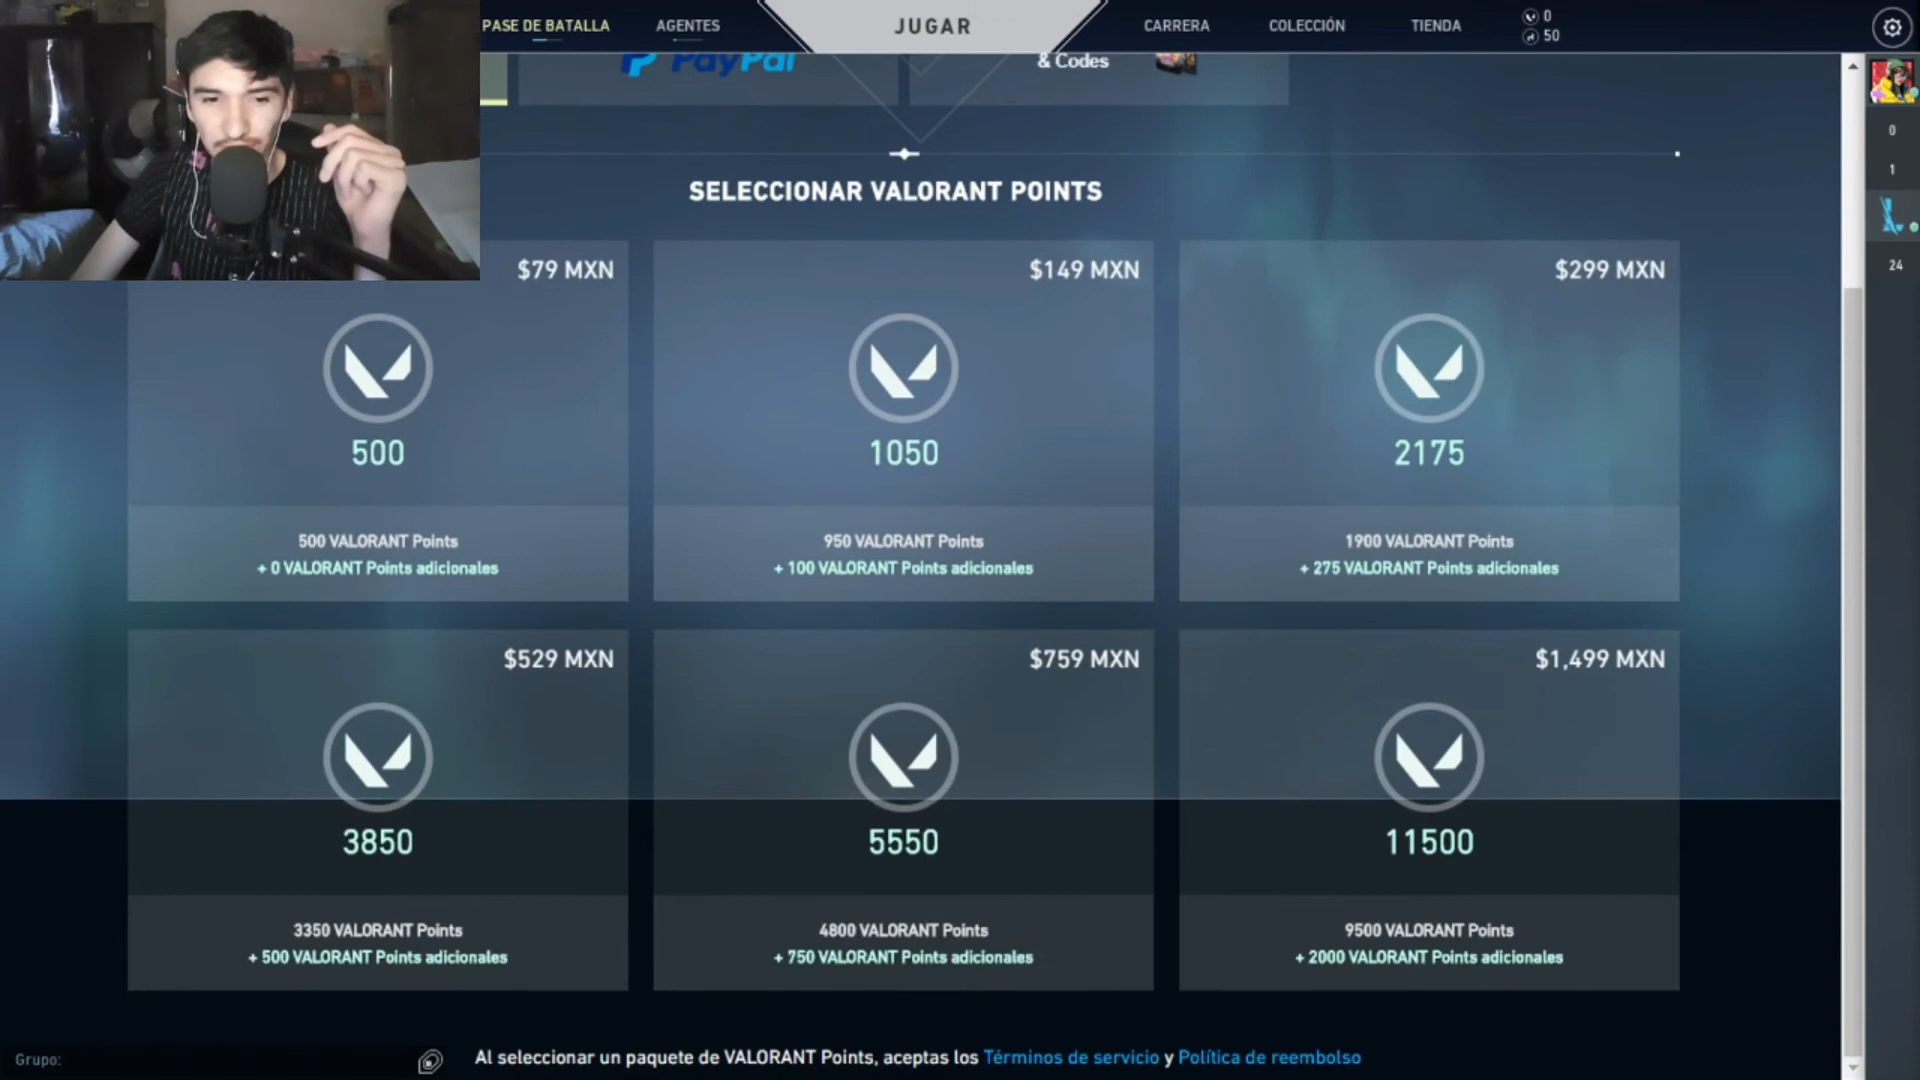 PASE DE BATALLA
AGENTES
JUGAR
CARRERA
COLECCIÓN
TIENDA
0
50
PayPal
& Codes
0
1
24
SELECCIONAR VALORANT POINTS
$79 MXN
500
500 VALORANT Points
+ 0 VALORANT Points adicionales
$149 MXN
1050
950 VALORANT Points
+ 100 VALORANT Points adicionales
$299 MXN
2175
1900 VALORANT Points
+ 275 VALORANT Points adicionales
$529 MXN
3850
3350 VALORANT Points
+ 500 VALORANT Points adicionales
$759 MXN
5550
4800 VALORANT Points
+ 750 VALORANT Points adicionales
$1,499 MXN
11500
9500 VALORANT Points
+ 2000 VALORANT Points adicionales
Grupo:
Al seleccionar un paquete de VALORANT Points, aceptas los Términos de servicio y Política de reembolso